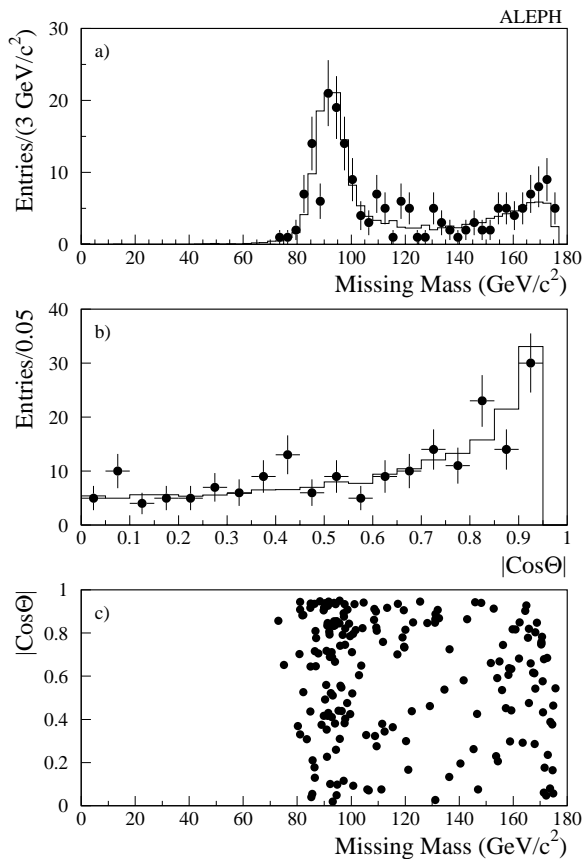 ALEPH
a)
Entries/(3 GeV/c²)
30
20
10
0
0 20 40 60 80 100 120 140 160 180
Missing Mass (GeV/c²)
b)
Entries/0.05
40
30
20
10
0
0 0.1 0.2 0.3 0.4 0.5 0.6 0.7 0.8 0.9 1
|CosΘ|
c)
|CosΘ|
1
0.8
0.6
0.4
0.2
0
0 20 40 60 80 100 120 140 160 180
Missing Mass (GeV/c²)